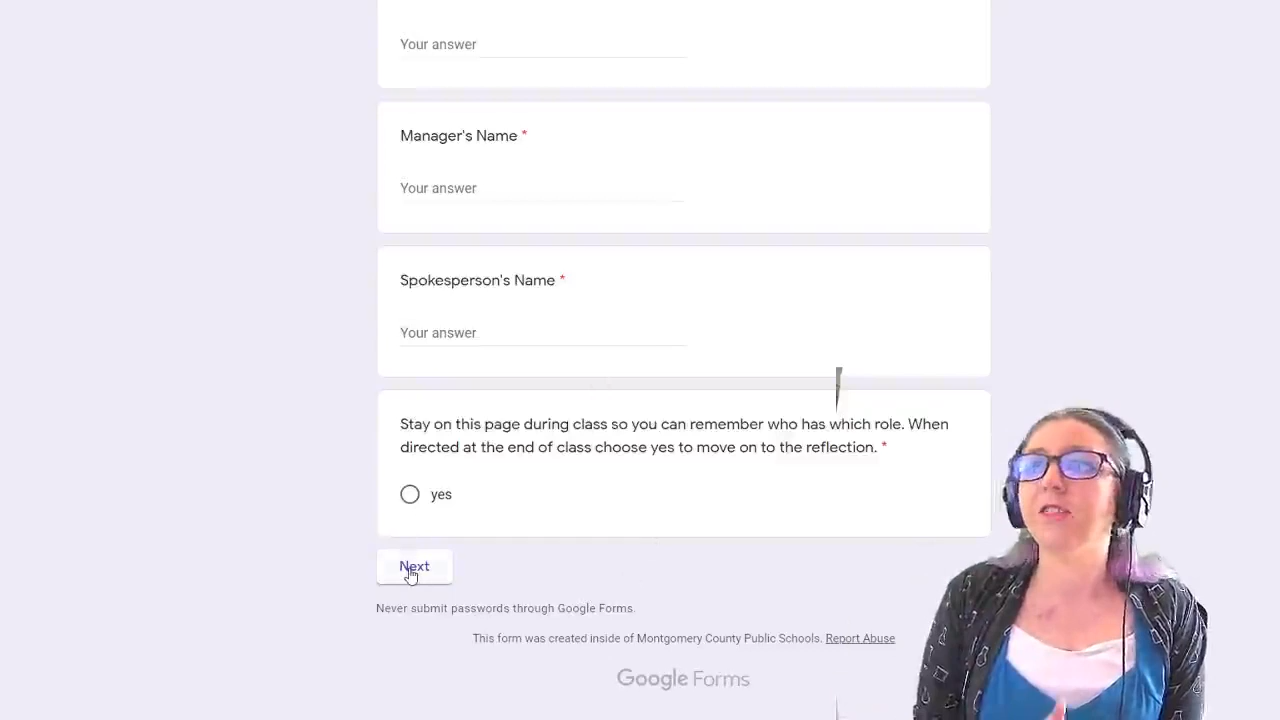 Your answer
Manager's Name *
Your answer
Spokesperson's Name *
Your answer
Stay on this page during class so you can remember who has which role. When
directed at the end of class choose yes to move on to the reflection. *
yes
Next
Never submit passwords through Google Forms.
This form was created inside of Montgomery County Public Schools. Report Abuse
Google Forms